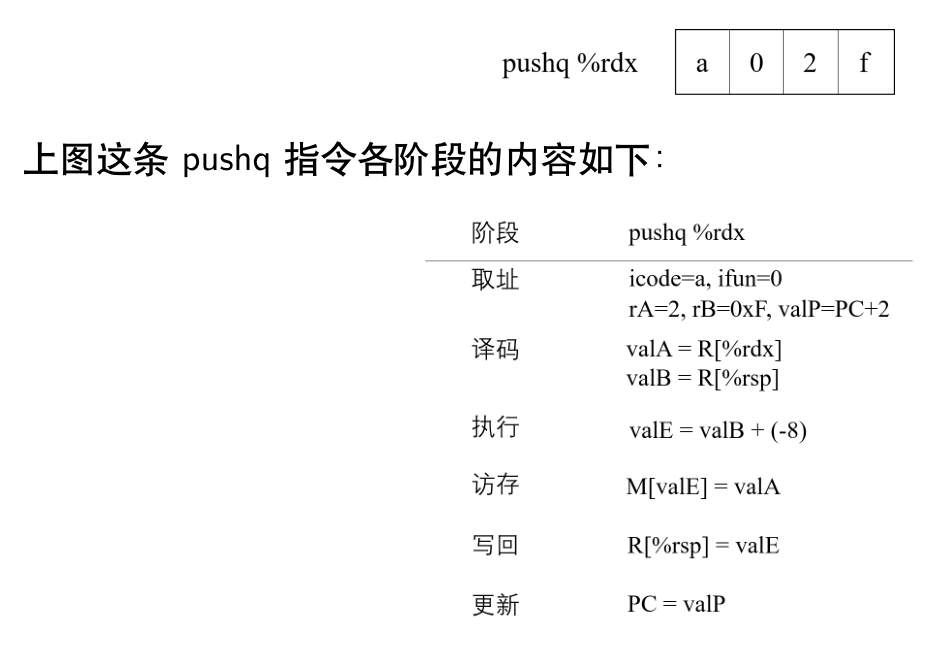 pushq %rdx a 0 2 f
上图这条 pushq 指令各阶段的内容如下：
阶段 pushq %rdx
取址 icode=a, ifun=0
rA=2, rB=0xF, valP=PC+2
译码 valA = R[%rdx]
valB = R[%rsp]
执行 valE = valB + (-8)
访存 M[valE] = valA
写回 R[%rsp] = valE
更新 PC = valP